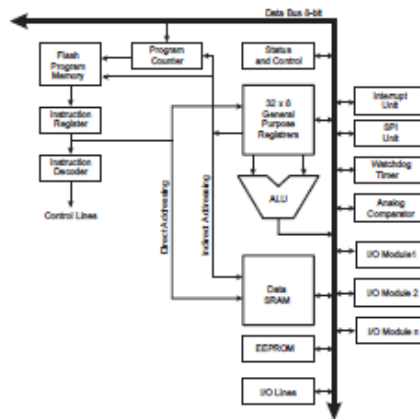 Data Bus 8-bit
Flash
Program
Memory
Program
Counter
Status
and Control
Instruction
Register
32 x 8
General
Purpose
Registrers
Interrupt
Unit
SPI
Unit
Instruction
Decoder
Watchdog
Timer
Control Lines
Direct Addressing
Indirect Addressing
ALU
Analog
Comparator
I/O Module1
Data
SRAM
I/O Module 2
I/O Module n
EEPROM
I/O Lines